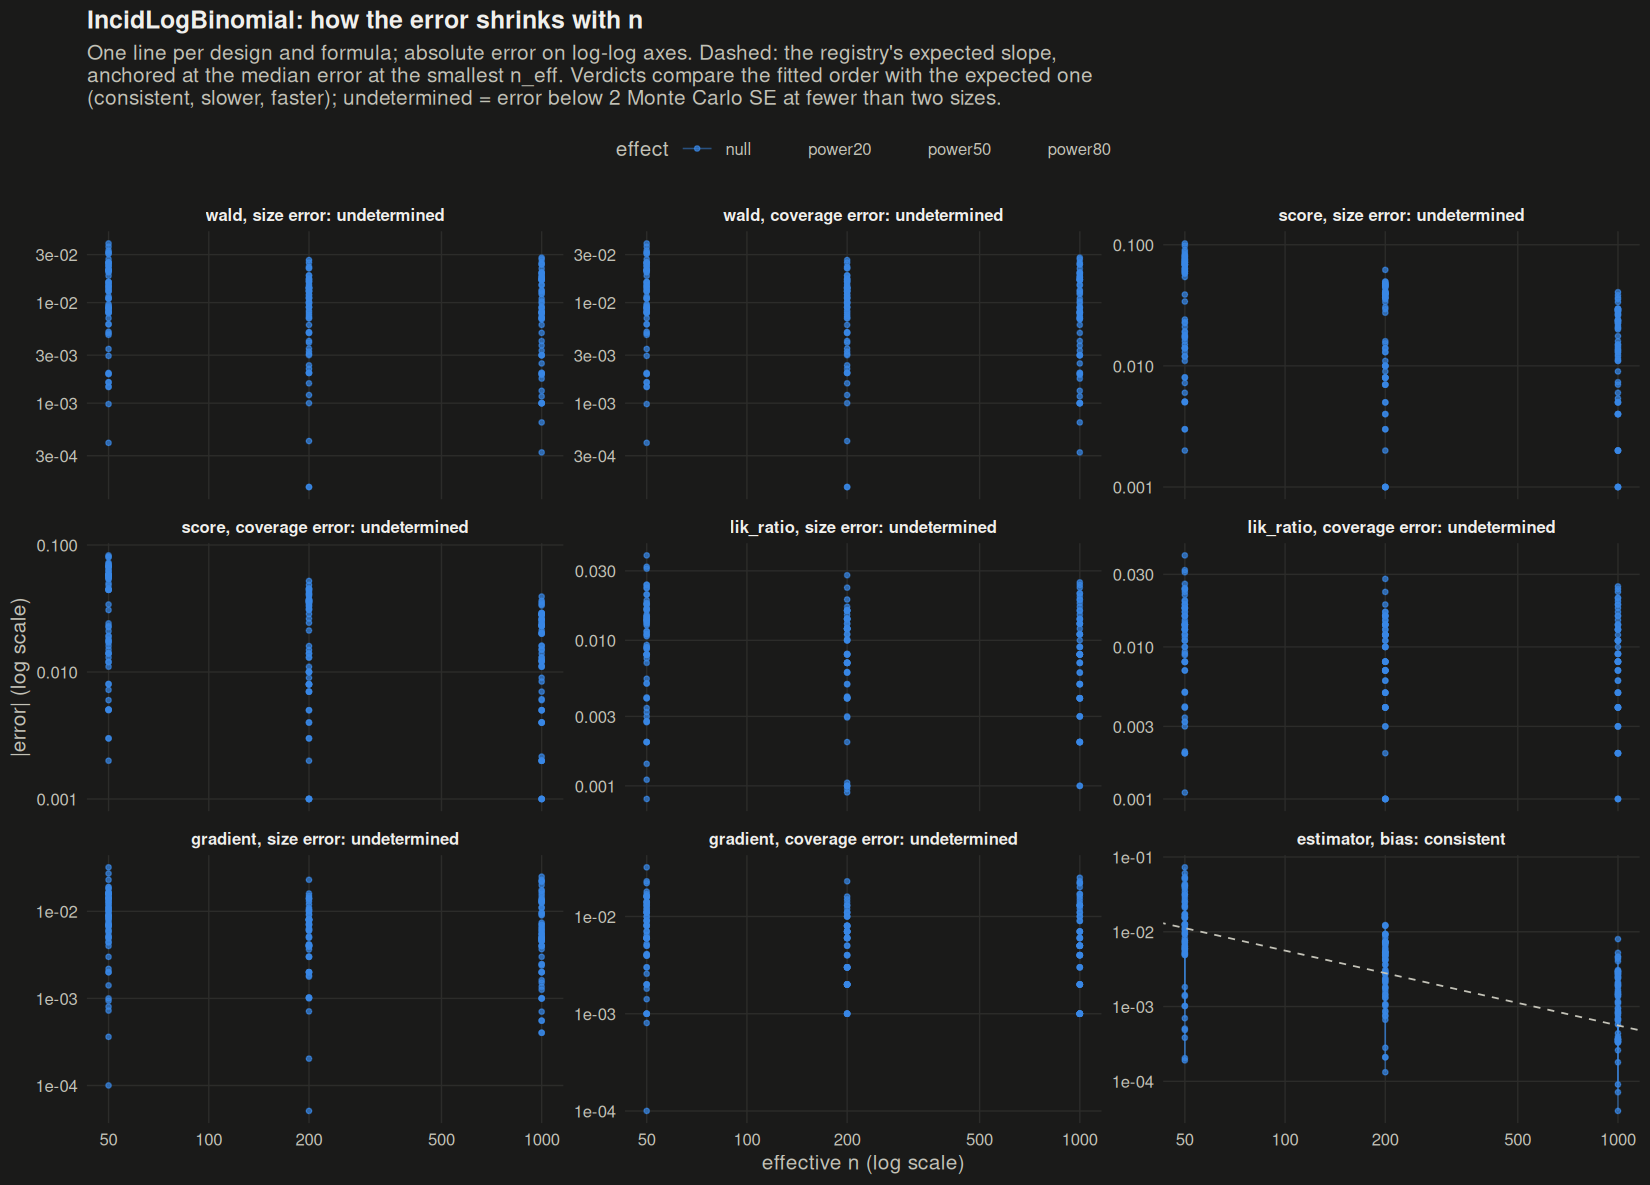 IncidLogBinomial: how the error shrinks with n
One line per design and formula; absolute error on log-log axes. Dashed: the registry's expected slope,
anchored at the median error at the smallest n_eff. Verdicts compare the fitted order with the expected one
(consistent, slower, faster); undetermined = error below 2 Monte Carlo SE at fewer than two sizes.
effect null power20 power50 power80
wald, size error: undetermined
3e-02
1e-02
3e-03
1e-03
3e-04
wald, coverage error: undetermined
3e-02
1e-02
3e-03
1e-03
3e-04
score, size error: undetermined
0.100
0.010
0.001
score, coverage error: undetermined
0.100
0.010
0.001
lik_ratio, size error: undetermined
0.030
0.010
0.003
0.001
lik_ratio, coverage error: undetermined
0.030
0.010
0.003
0.001
|error| (log scale)
gradient, size error: undetermined
1e-02
1e-03
1e-04
50 100 200 500 1000
gradient, coverage error: undetermined
1e-02
1e-03
1e-04
50 100 200 500 1000
estimator, bias: consistent
1e-01
1e-02
1e-03
1e-04
50 100 200 500 1000
effective n (log scale)